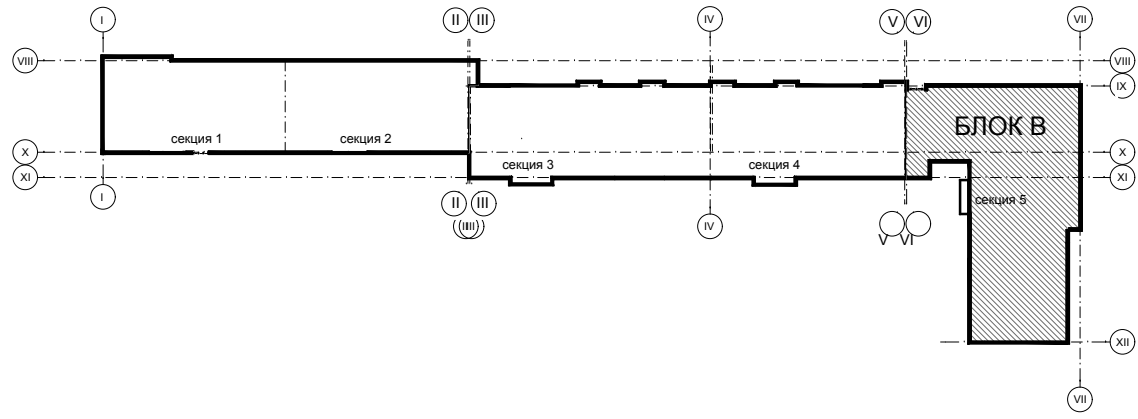 I II III IV V VI VII
VIII VIII
IX
БЛОК В
секция 1 секция 2
X X
секция 3 секция 4
XI XI
секция 5
I II III
IV
V VI
XII
VII